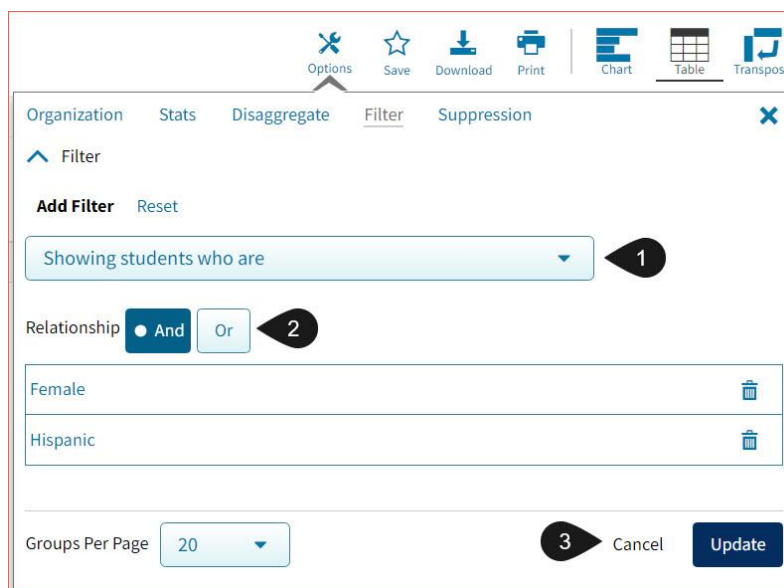 Options Save Download Print Chart Table Transpos
Organization Stats Disaggregate Filter Suppression
Filter
Add Filter Reset
Showing students who are
1
Relationship And Or
2
Female
Hispanic
Groups Per Page 20
3
Cancel Update